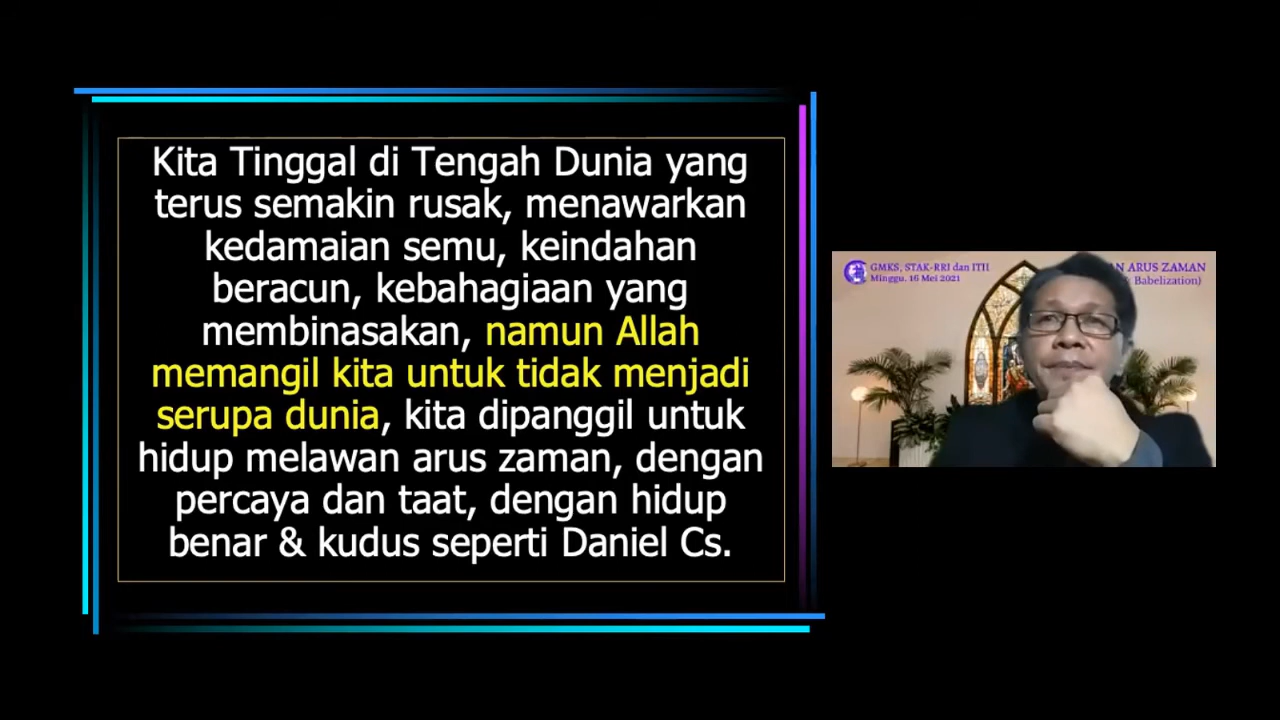 Kita Tinggal di Tengah Dunia yang
terus semakin rusak, menawarkan
kedamaian semu, keindahan
beracun, kebahagiaan yang
membinasakan, namun Allah
memangil kita untuk tidak menjadi
serupa dunia, kita dipanggil untuk
hidup melawan arus zaman, dengan
percaya dan taat, dengan hidup
benar & kudus seperti Daniel Cs.
GMKS, STAK-RRI dan ITH
Minggu, 16 Mei 2021
AN ARUS ZAMAN
Babelization)